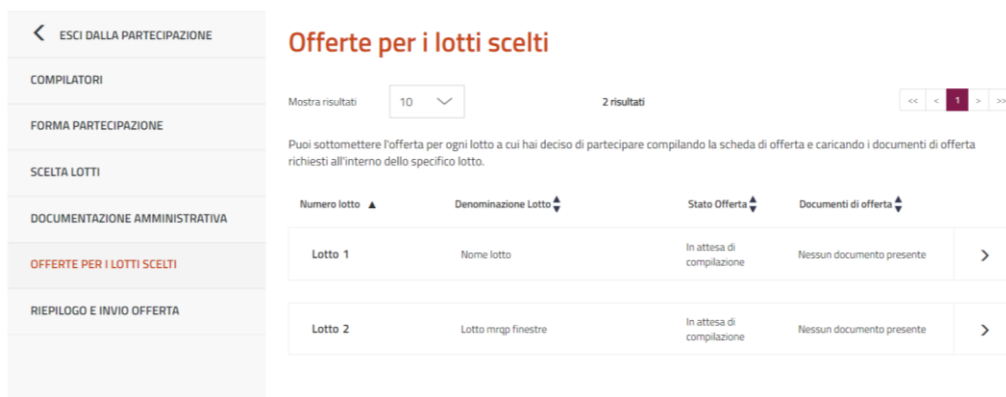 ESCI DALLA PARTECIPAZIONE
COMPILATORI
FORMA PARTECIPAZIONE
SCELTA LOTTI
DOCUMENTAZIONE AMMINISTRATIVA
OFFERTE PER I LOTTI SCELTI
RIEPILOGO E INVIO OFFERTA
Offerte per i lotti scelti
Mostra risultati 10 2 risultati << < 1 > >>
Puoi sottomettere l'offerta per ogni lotto a cui hai deciso di partecipare compilando la scheda di offerta e caricando i documenti di offerta
richiesti all'interno dello specifico lotto.
Numero lotto ▲ Denominazione Lotto Stato Offerta Documenti di offerta
Lotto 1 Nome lotto In attesa di
compilazione Nessun documento presente >
Lotto 2 Lotto mrqp finestre In attesa di
compilazione Nessun documento presente >